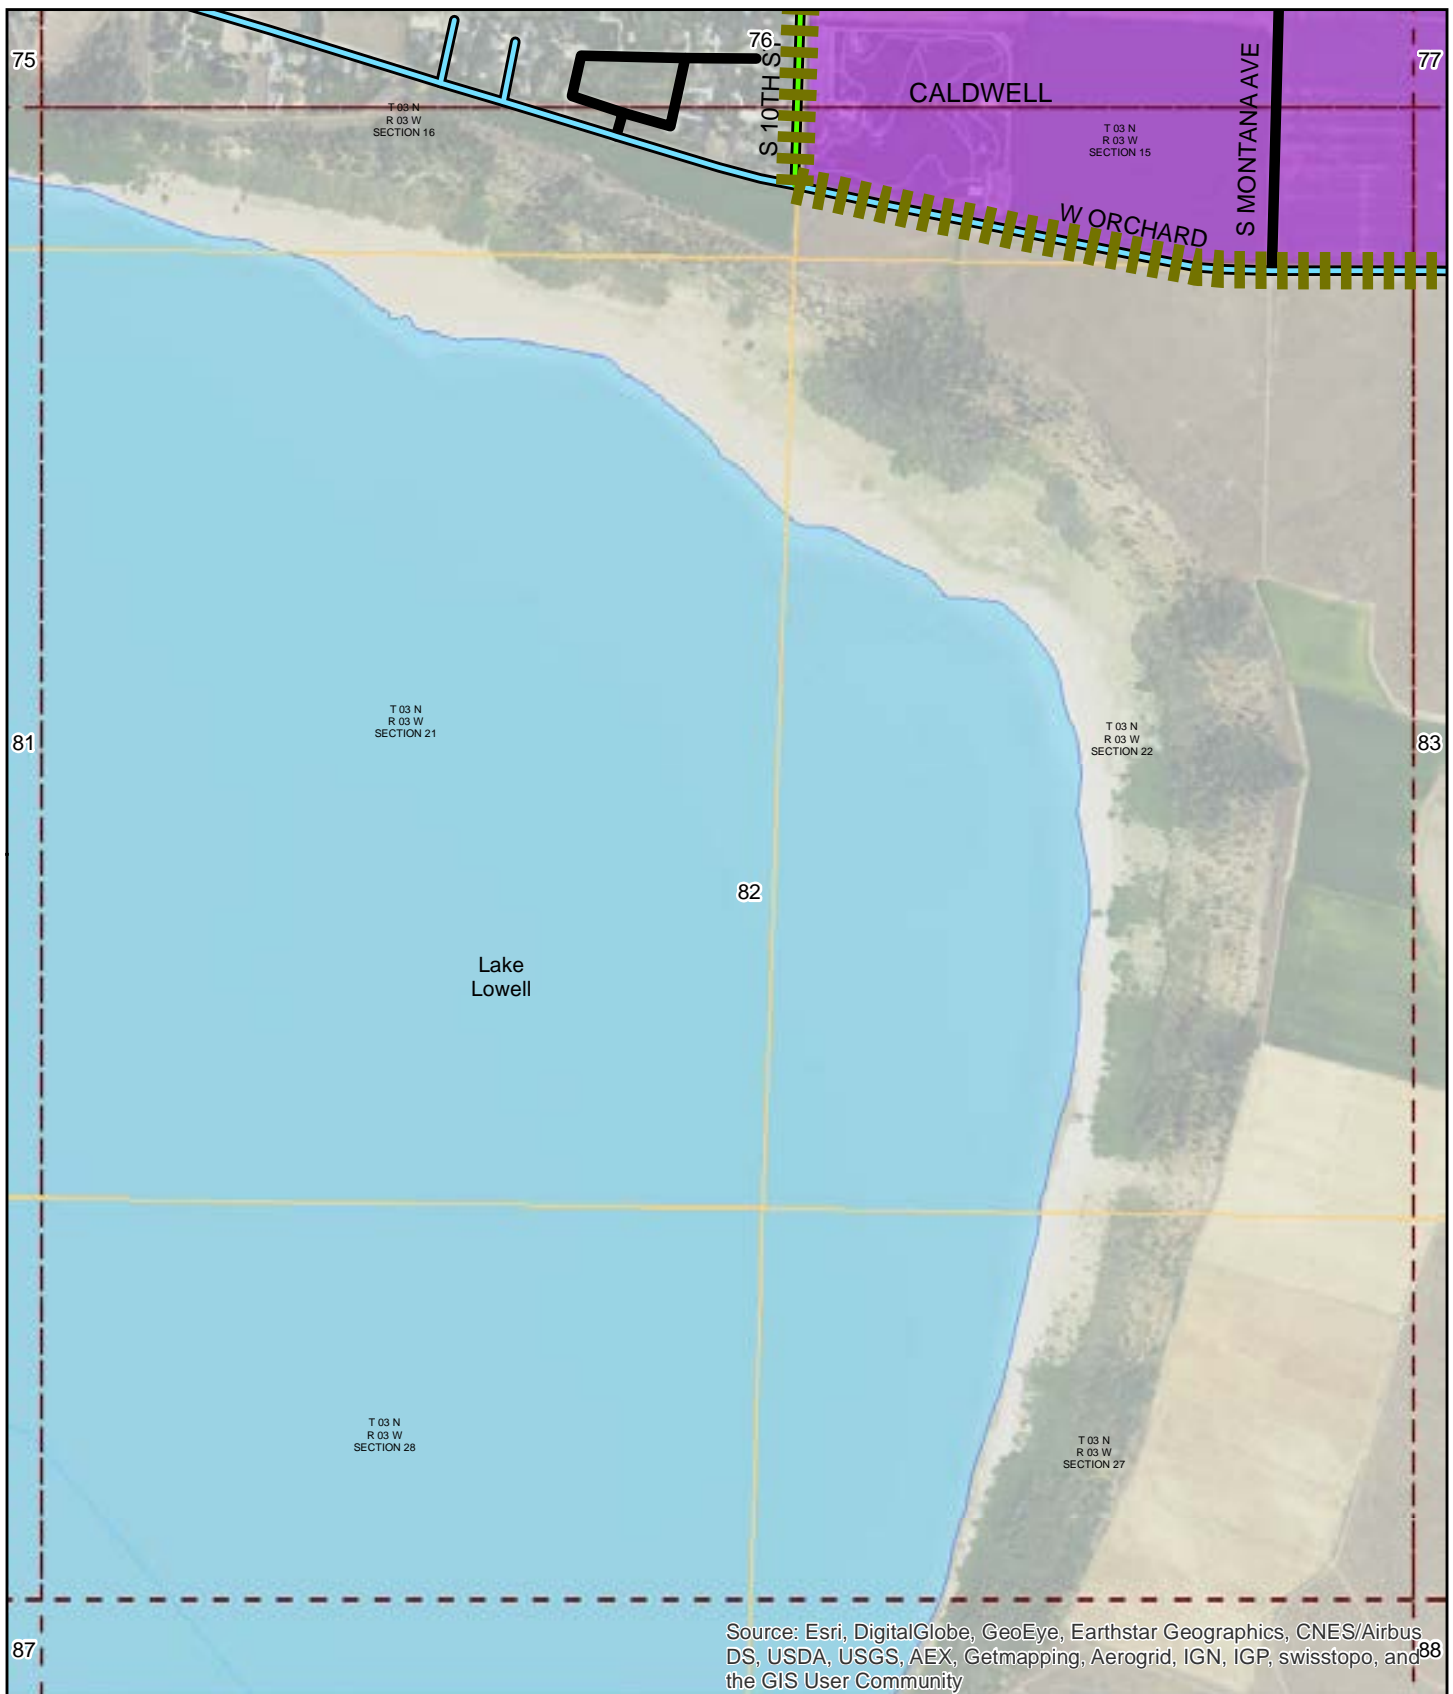 75
76
77
S 10TH ST
CALDWELL
S MONTANA AVE
T 03 N
R 03 W
SECTION 16
T 03 N
R 03 W
SECTION 15
W ORCHARD
T 03 N
R 03 W
SECTION 21
T 03 N
R 03 W
SECTION 22
81
83
82
Lake
Lowell
T 03 N
R 03 W
SECTION 28
T 03 N
R 03 W
SECTION 27
87
88
Source: Esri, DigitalGlobe, GeoEye, Earthstar Geographics, CNES/Airbus
DS, USDA, USGS, AEX, Getmapping, Aerogrid, IGN, IGP, swisstopo, and
the GIS User Community